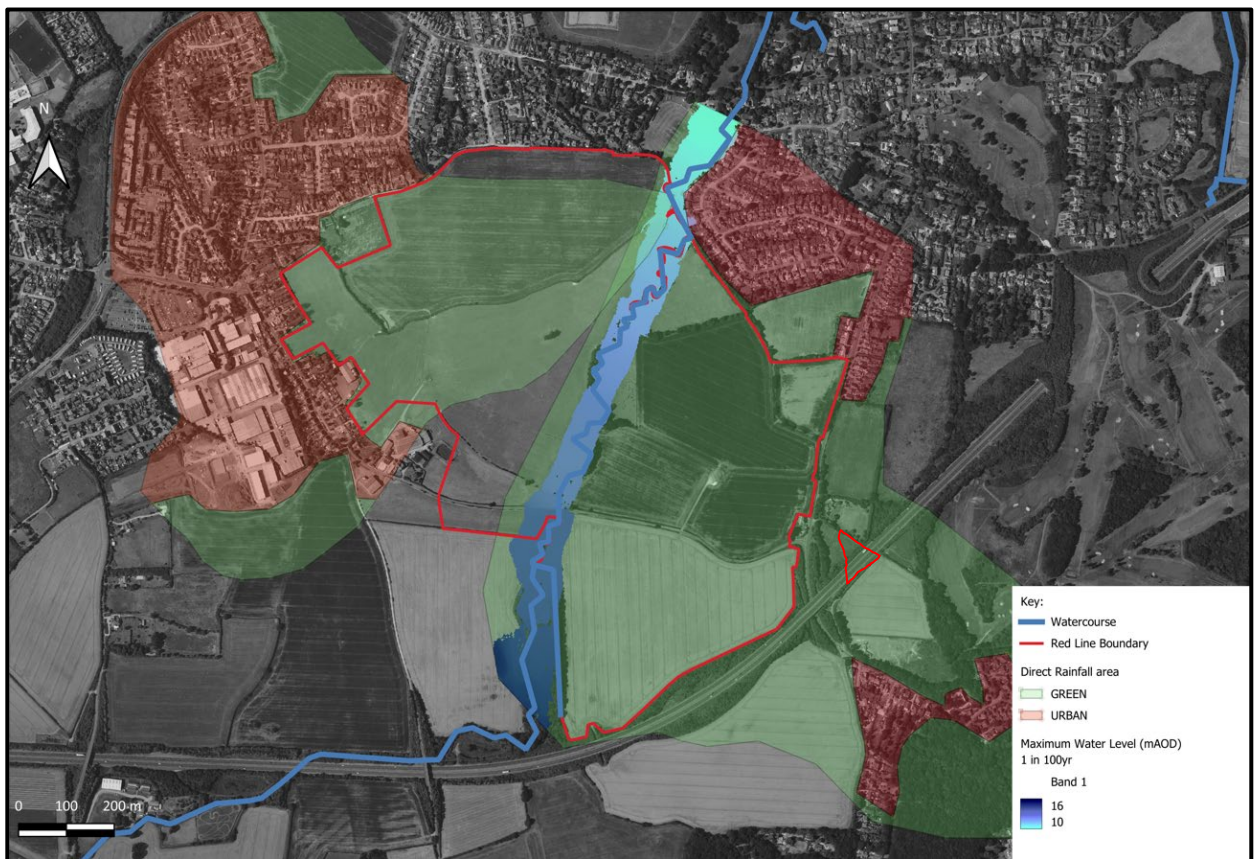 N
Key:
Watercourse
Red Line Boundary
Direct Rainfall area
GREEN
URBAN
Maximum Water Level (mAOD)
1 in 100yr
Band 1
16
10
0 100 200 m